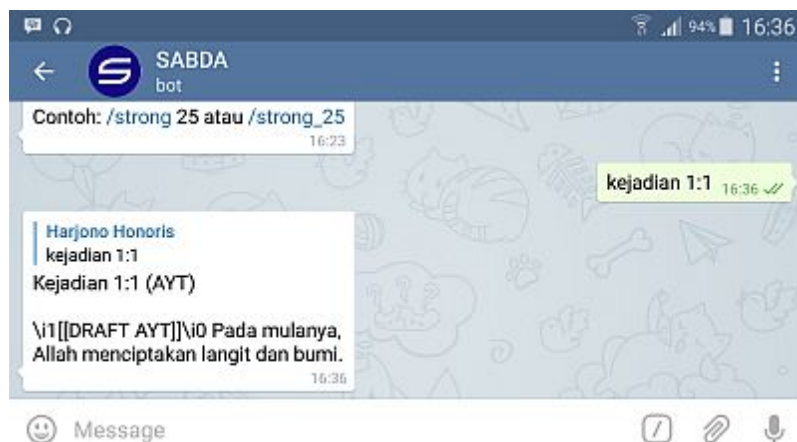 94% 16:36
SABDA
bot
Contoh: /strong 25 atau /strong_25
16:23
kejadian 1:1 16:36
Harjono Honoris
kejadian 1:1
Kejadian 1:1 (AYT)
\i1[[DRAFT AYT]]\i0 Pada mulanya,
Allah menciptakan langit dan bumi.
16:36
Message